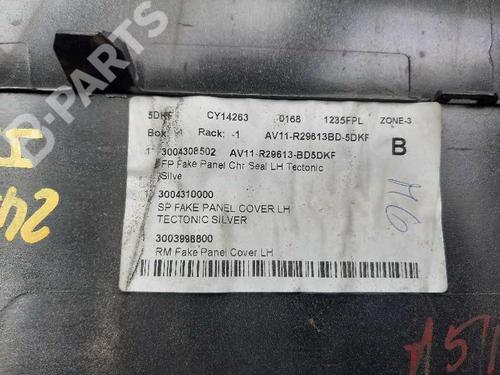 B-PARTS
5DKF CY14263 0168 1235FPL ZONE-3
Rack: -1 AV11-R29613BD-5DKF
3004308502 AV11-R29613-BD5DKF
B
FP Fake Panel Chr Seal LH Tectonic
Silve
3004310000
SP FAKE PANEL COVER LH
TECTONIC SILVER
3003998800
RM Fake Panel Cover LH